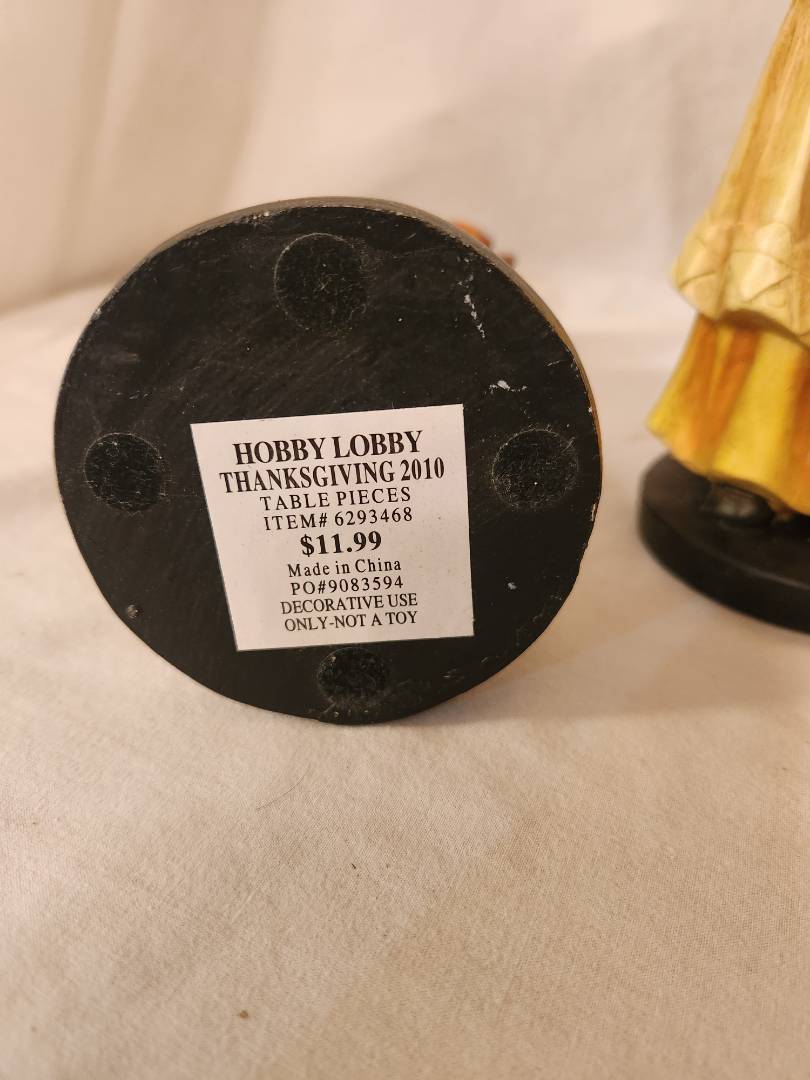 HOBBY LOBBY
THANKSGIVING 2010
TABLE PIECES
ITEM# 6293468
$11.99
Made in China
PO#9083594
DECORATIVE USE
ONLY-NOT A TOY